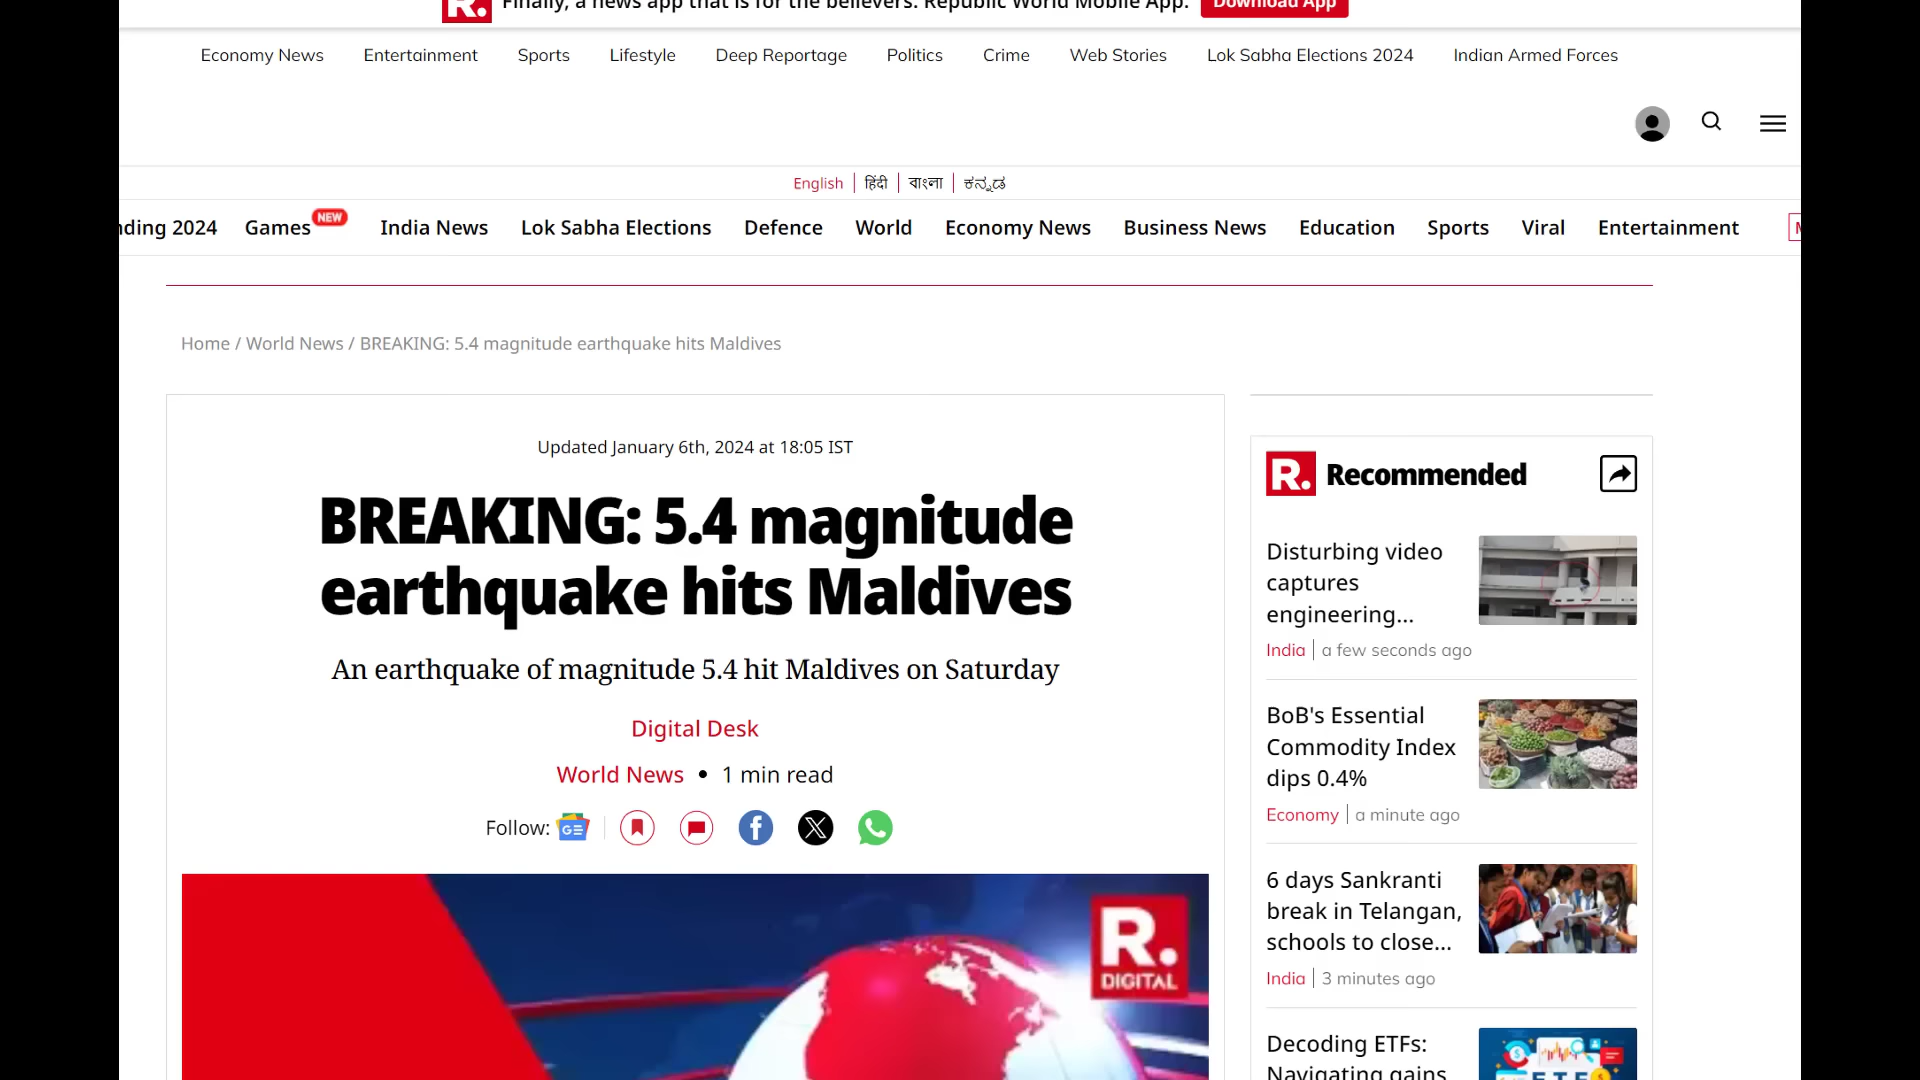 R. Finally, a news app that is for the believers. Republic World Mobile App. Download App
Economy News Entertainment Sports Lifestyle Deep Reportage Politics Crime Web Stories Lok Sabha Elections 2024 Indian Armed Forces
English हिंदी বাংলা ಕನ್ನಡ
nding 2024 Games NEW India News Lok Sabha Elections Defence World Economy News Business News Education Sports Viral Entertainment
Home / World News / BREAKING: 5.4 magnitude earthquake hits Maldives
Updated January 6th, 2024 at 18:05 IST
BREAKING: 5.4 magnitude
earthquake hits Maldives
An earthquake of magnitude 5.4 hit Maldives on Saturday
Digital Desk
World News • 1 min read
Follow: GE
R.
DIGITAL
R. Recommended
Disturbing video
captures
engineering...
India | a few seconds ago
BoB's Essential
Commodity Index
dips 0.4%
Economy | a minute ago
6 days Sankranti
break in Telangan,
schools to close...
India | 3 minutes ago
Decoding ETFs:
Navigating gains
ETF